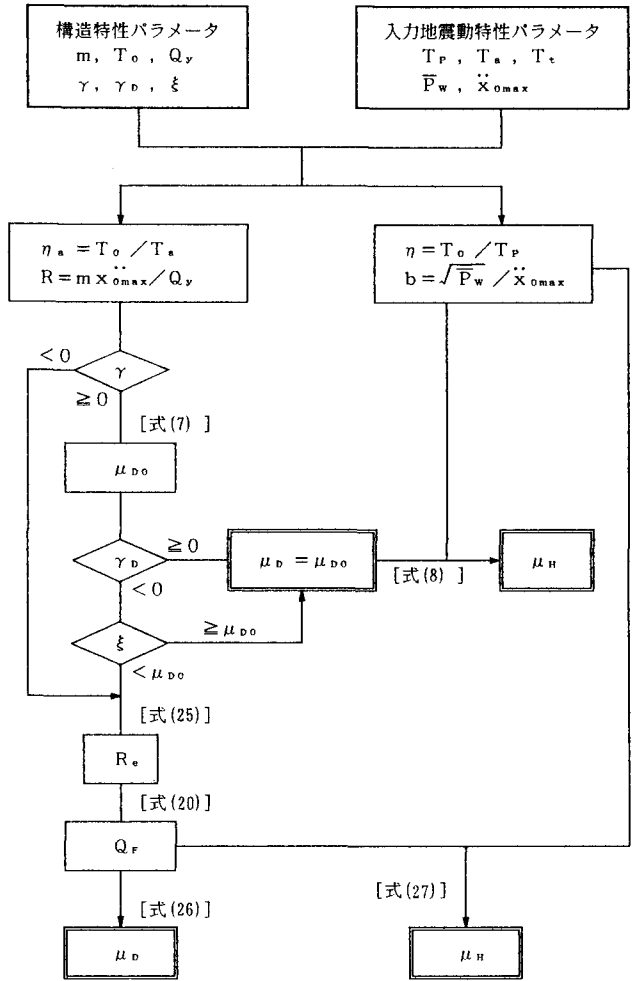 構造特性パラメータ
m, T₀, Q_y
γ, γ_D, ξ
入力地震動特性パラメータ
T_P, T_a, T_t
P̅_W, ẍ_0max
η_a=T₀/T_a
R=mẍ_0max/Q_y
η=T₀/T_P
b=√P̅_W/ẍ_0max
<0
γ
≧0
[式(7)]
μ_D0
γ_D
≧0
<0
μ_D=μ_D0
[式(8)]
μ_H
ξ
≧μ_D0
<μ_D0
[式(25)]
R_e
[式(20)]
Q_F
[式(26)]
[式(27)]
μ_D
μ_H